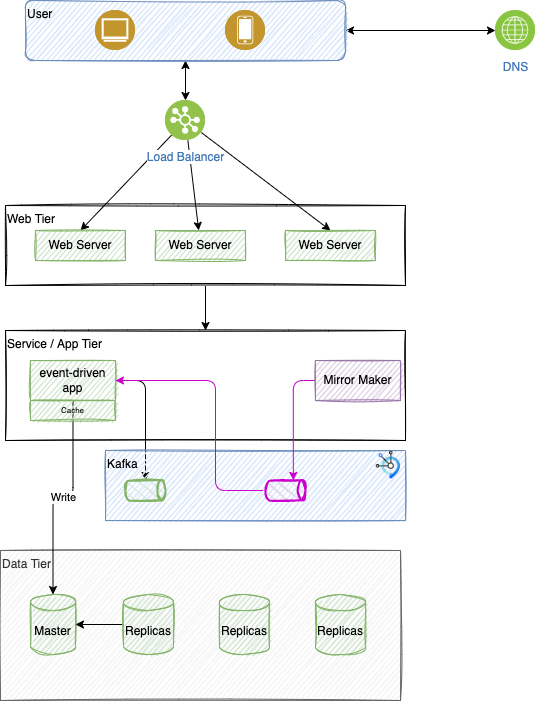 User
DNS
Load Balancer
Web Tier
Web Server
Web Server
Web Server
Service / App Tier
event-driven
app
Cache
Mirror Maker
Kafka
Write
Data Tier
Master
Replicas
Replicas
Replicas